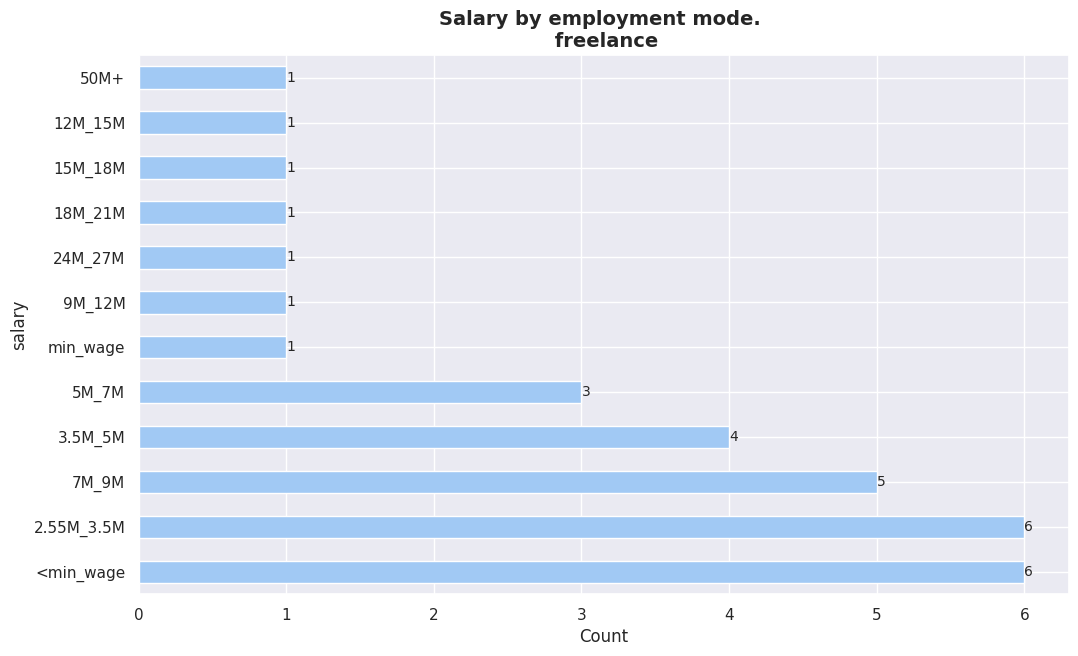 Salary by employment mode.
freelance
salary
50M+ 1
12M_15M 1
15M_18M 1
18M_21M 1
24M_27M 1
9M_12M 1
min_wage 1
5M_7M 3
3.5M_5M 4
7M_9M 5
2.55M_3.5M 6
<min_wage 6
0 1 2 3 4 5 6
Count